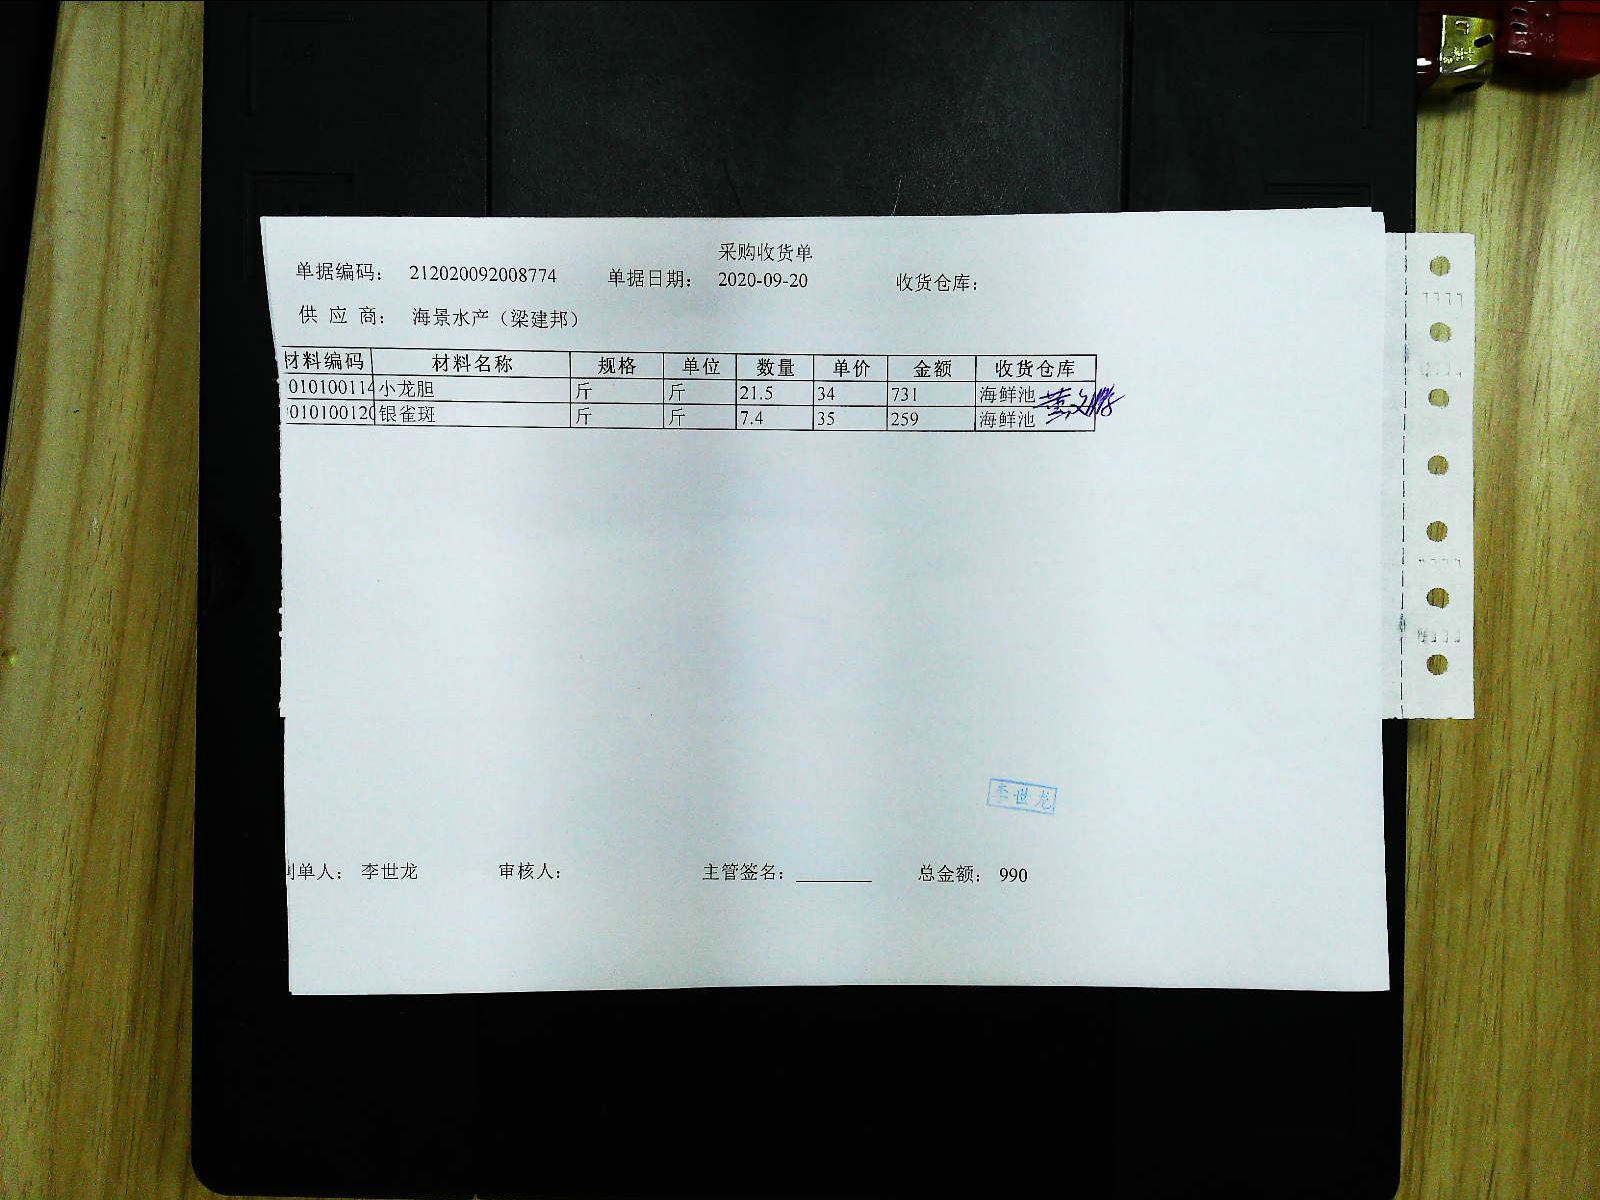 采购收货单
单据编码： 212020092008774 单据日期： 2020-09-20 收货仓库：
供 应 商： 海景水产（梁建邦）
材料编码 材料名称 规格 单位 数量 单价 金额 收货仓库
010100114 小龙胆 斤 斤 21.5 34 731 海鲜池
010100120 银雀斑 斤 斤 7.4 35 259 海鲜池
李世龙
制单人： 李世龙 审核人： 主管签名： 总金额： 990